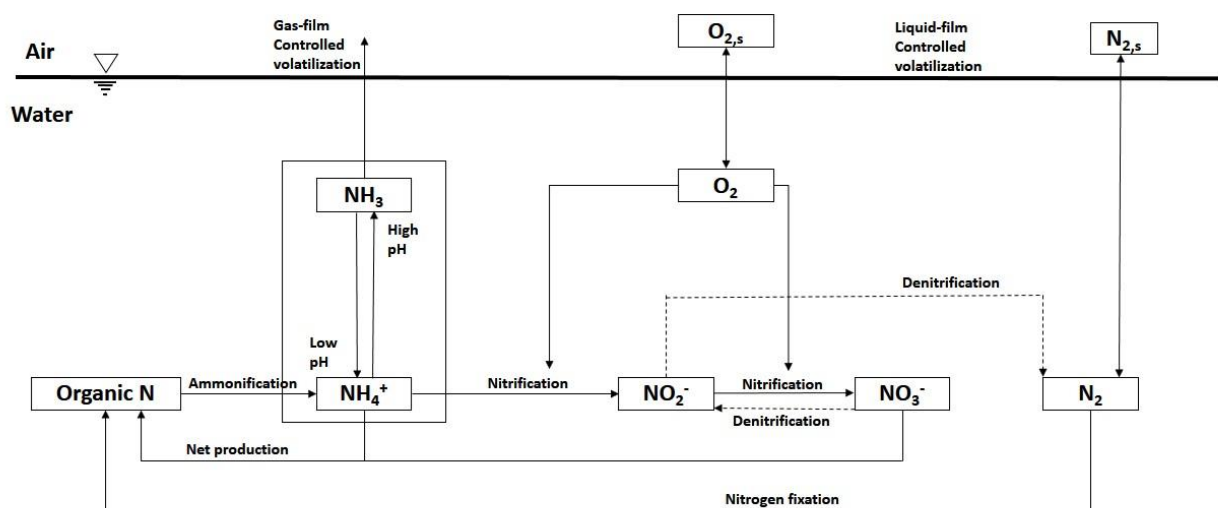 Gas-film
Controlled
volatilization
O₂,ₛ
Liquid-film
Controlled
volatilization
N₂,ₛ
Air
Water
NH₃
O₂
High
pH
Denitrification
Low
pH
Organic N
Ammonification
NH₄⁺
Nitrification
NO₂⁻
Nitrification
NO₃⁻
N₂
Denitrification
Net production
Nitrogen fixation